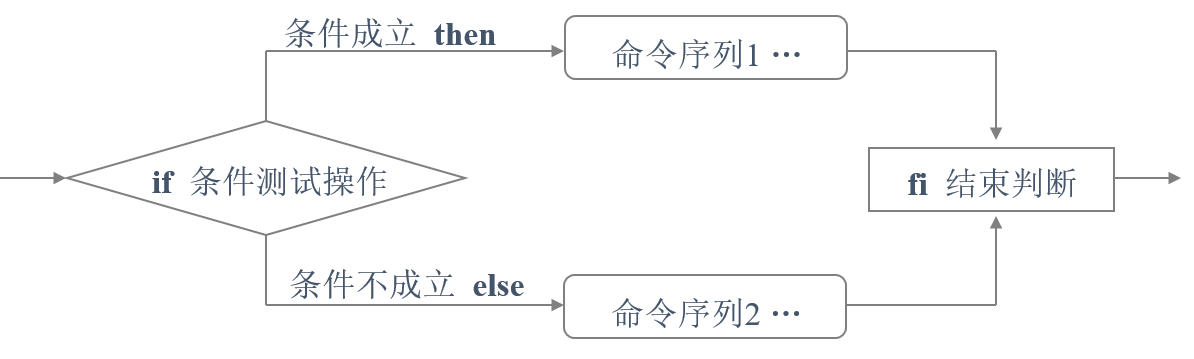 条件成立 then
命令序列1 …
if 条件测试操作
fi 结束判断
条件不成立 else
命令序列2 …